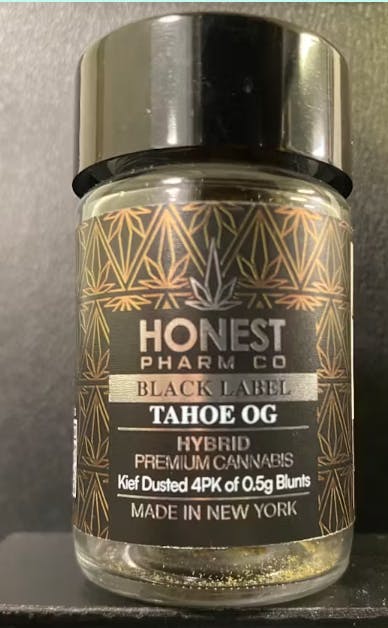 HONEST
PHARM CO
BLACK LABEL
TAHOE OG
HYBRID
PREMIUM CANNABIS
Kief Dusted 4PK of 0.5g Blunts
MADE IN NEW YORK